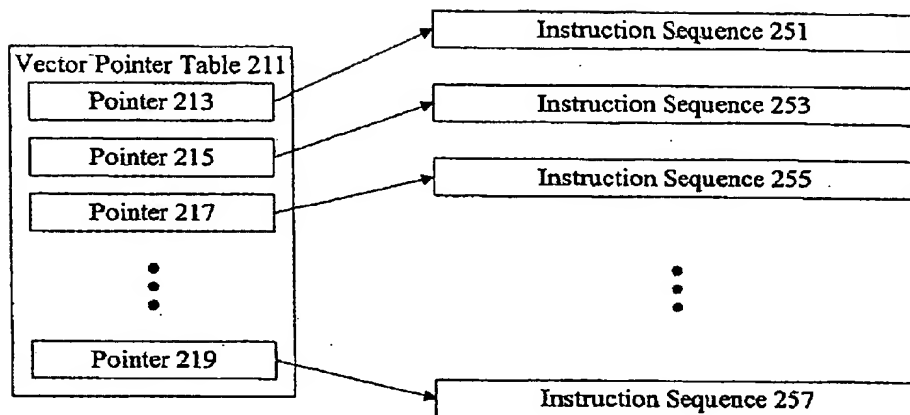 Vector Pointer Table 211
Pointer 213
Pointer 215
Pointer 217
Pointer 219
Instruction Sequence 251
Instruction Sequence 253
Instruction Sequence 255
Instruction Sequence 257